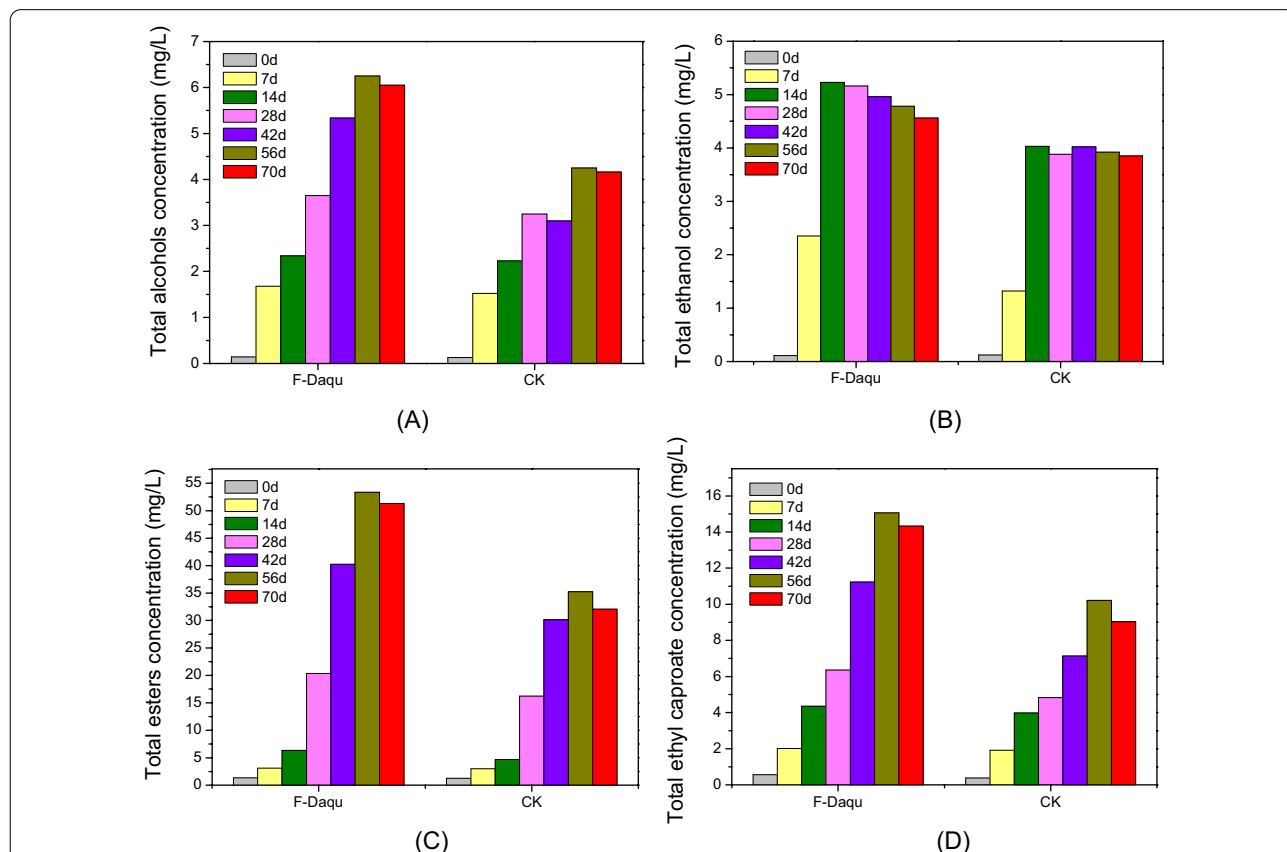 Total alcohols concentration (mg/L)
7
6
5
4
3
2
1
0
0d
7d
14d
28d
42d
56d
70d
F-Daqu CK
(A)
Total ethanol concentration (mg/L)
6
5
4
3
2
1
0
0d
7d
14d
28d
42d
56d
70d
F-Daqu CK
(B)
Total esters concentration (mg/L)
55
50
45
40
35
30
25
20
15
10
5
0
0d
7d
14d
28d
42d
56d
70d
F-Daqu CK
(C)
Total ethyl caproate concentration (mg/L)
16
14
12
10
8
6
4
2
0
0d
7d
14d
28d
42d
56d
70d
F-Daqu CK
(D)